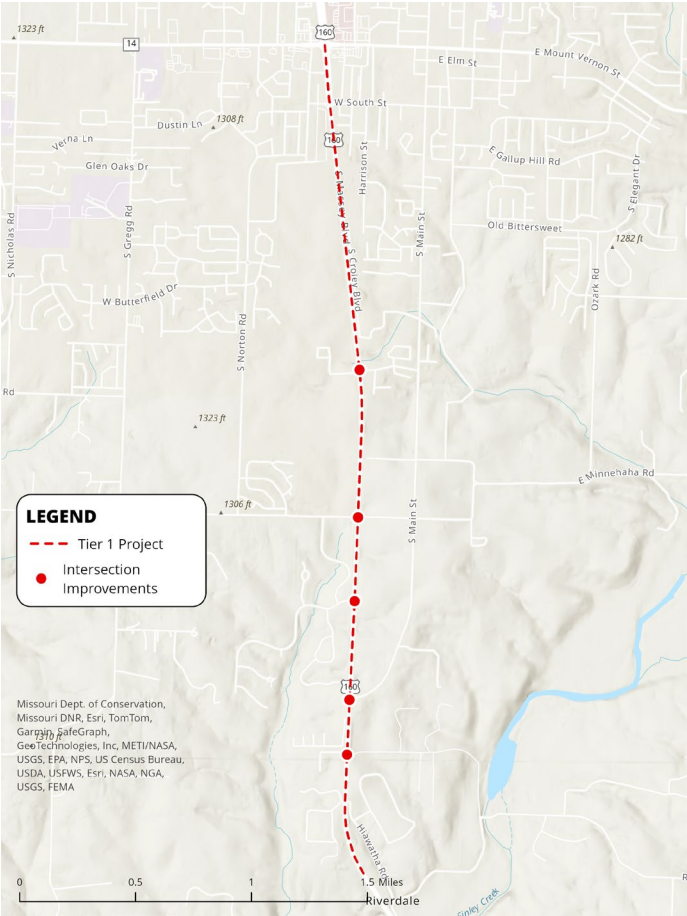 1323 ft
160
14
E Elm St
E Mount Vernon St
W South St
Dustin Ln
1308 ft
Verna Ln
160
E Gallup Hill Rd
Glen Oaks Dr
Harrison St
S Elegant Dr
S Massey Blvd
S Nicholas Rd
S Gregg Rd
S Main St
Old Bittersweet
1282 ft
S Croley Blvd
W Butterfield Dr
Ozark Rd
S Norton Rd
Rd
1323 ft
E Minnehaha Rd
1306 ft
S Main St
LEGEND
Tier 1 Project
Intersection
Improvements
160
Missouri Dept. of Conservation,
Missouri DNR, Esri, TomTom,
Garmin, SafeGraph,
1310 ft
GeoTechnologies, Inc, METI/NASA,
USGS, EPA, NPS, US Census Bureau,
USDA, USFWS, Esri, NASA, NGA,
USGS, FEMA
Hiawatha Rd
0 0.5 1 1.5 Miles
R
Riverdale
Finley Creek